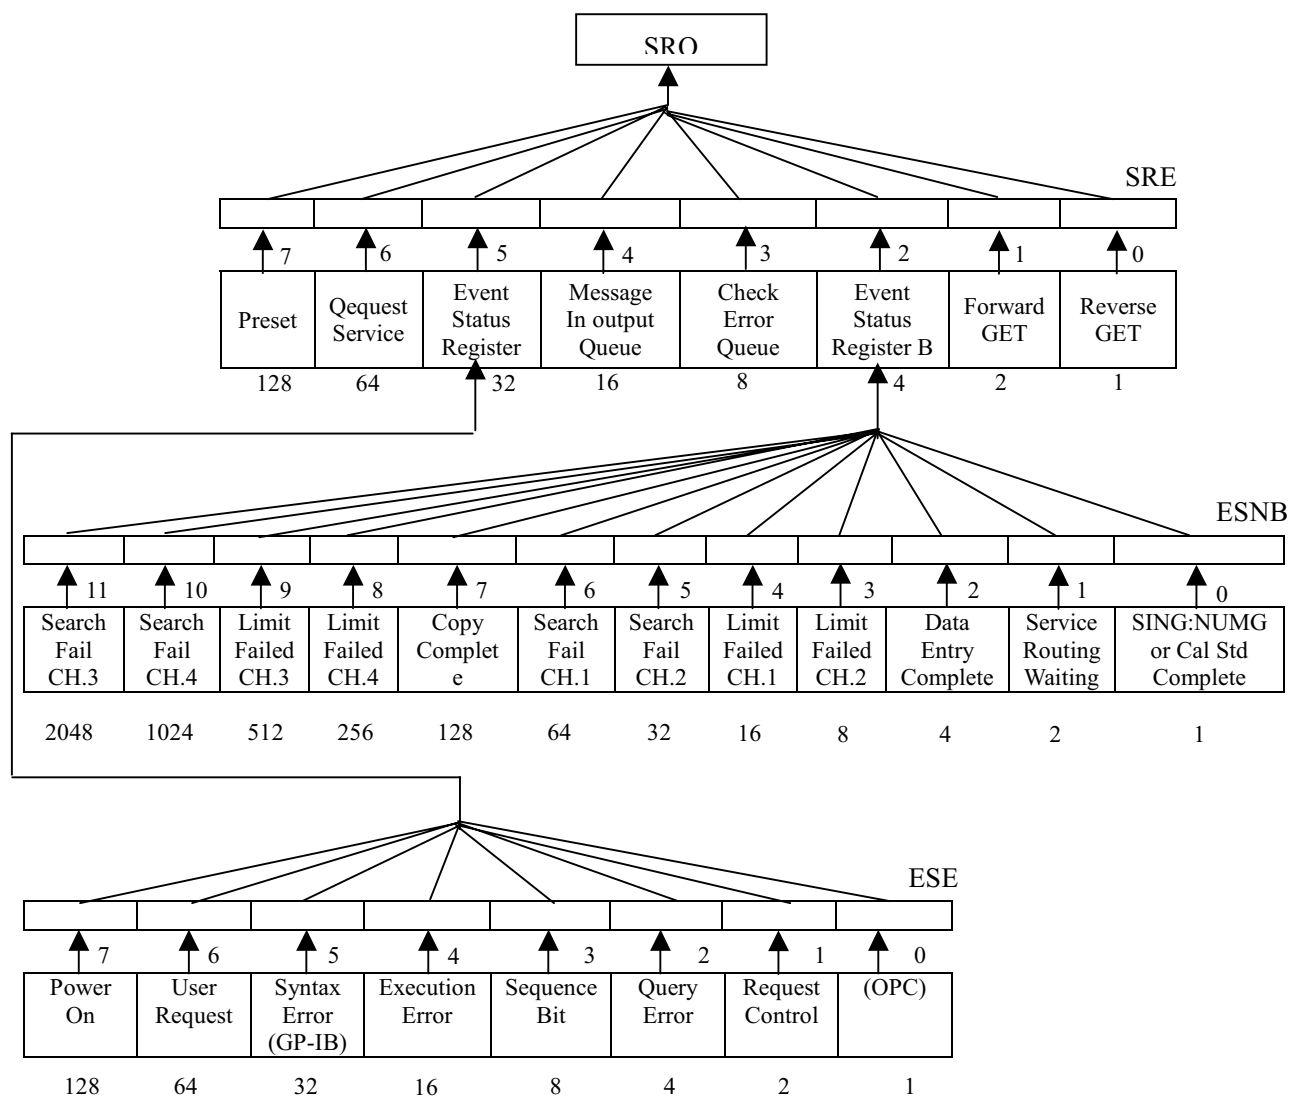 SRQ
SRE
7 6 5 4 3 2 1 0
Preset
Qequest
Service
Event
Status
Register
Message
In output
Queue
Check
Error
Queue
Event
Status
Register B
Forward
GET
Reverse
GET
128 64 32 16 8 4 2 1
ESNB
11 10 9 8 7 6 5 4 3 2 1 0
Search
Fail
CH.3
Search
Fail
CH.4
Limit
Failed
CH.3
Limit
Failed
CH.4
Copy
Complet
e
Search
Fail
CH.1
Search
Fail
CH.2
Limit
Failed
CH.1
Limit
Failed
CH.2
Data
Entry
Complete
Service
Routing
Waiting
SING:NUMG
or Cal Std
Complete
2048 1024 512 256 128 64 32 16 8 4 2 1
ESE
7 6 5 4 3 2 1 0
Power
On
User
Request
Syntax
Error
(GP-IB)
Execution
Error
Sequence
Bit
Query
Error
Request
Control
(OPC)
128 64 32 16 8 4 2 1